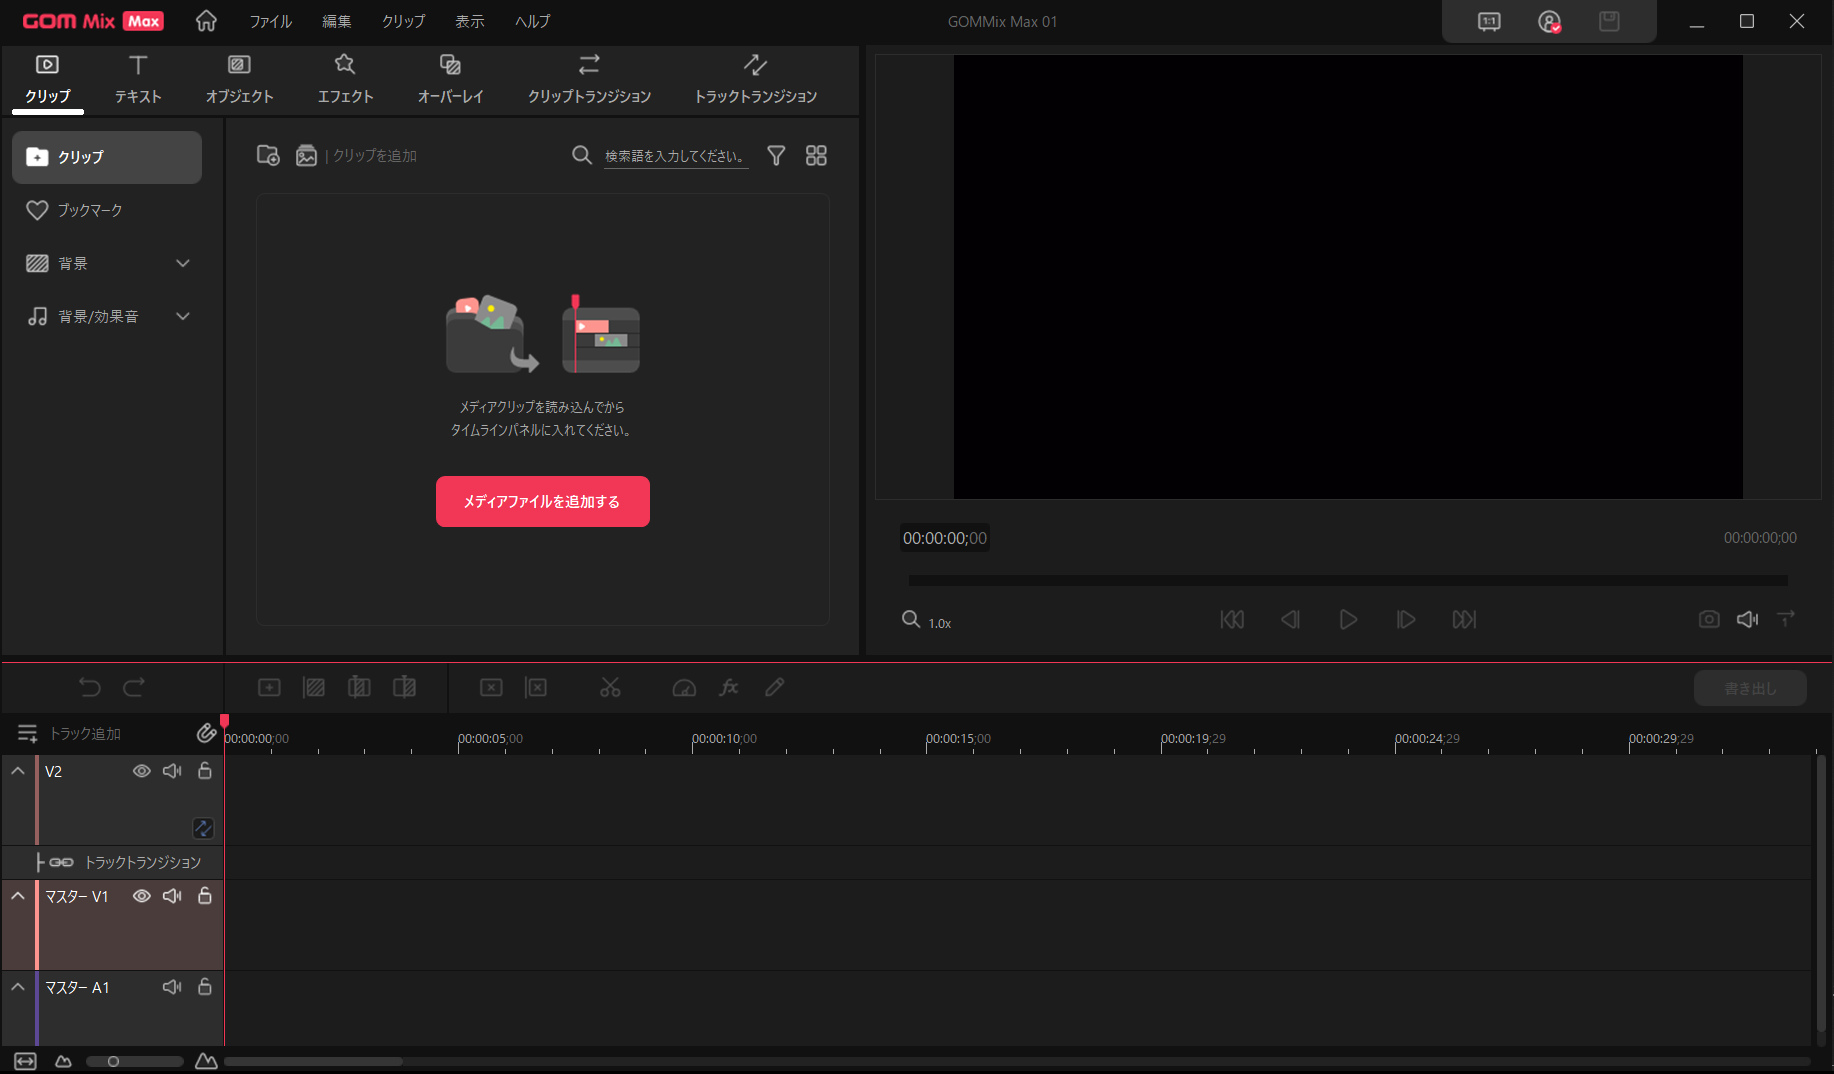 GOM Mix Max
ファイル 編集 クリップ 表示 ヘルプ
GOMMix Max 01
1:1
クリップ
テキスト
オブジェクト
エフェクト
オーバーレイ
クリップトランジション
トラックトランジション
クリップ
ブックマーク
背景
背景/効果音
| クリップを追加
検索語を入力してください。
メディアクリップを読み込んでから
タイムラインパネルに入れてください。
メディアファイルを追加する
00:00:00;00
00:00:00;00
1.0x
1
fx
書き出し
トラック追加
00:00:00;00
00:00:05;00
00:00:10;00
00:00:15;00
00:00:19;29
00:00:24;29
00:00:29;29
V2
トラックトランジション
マスター V1
マスター A1